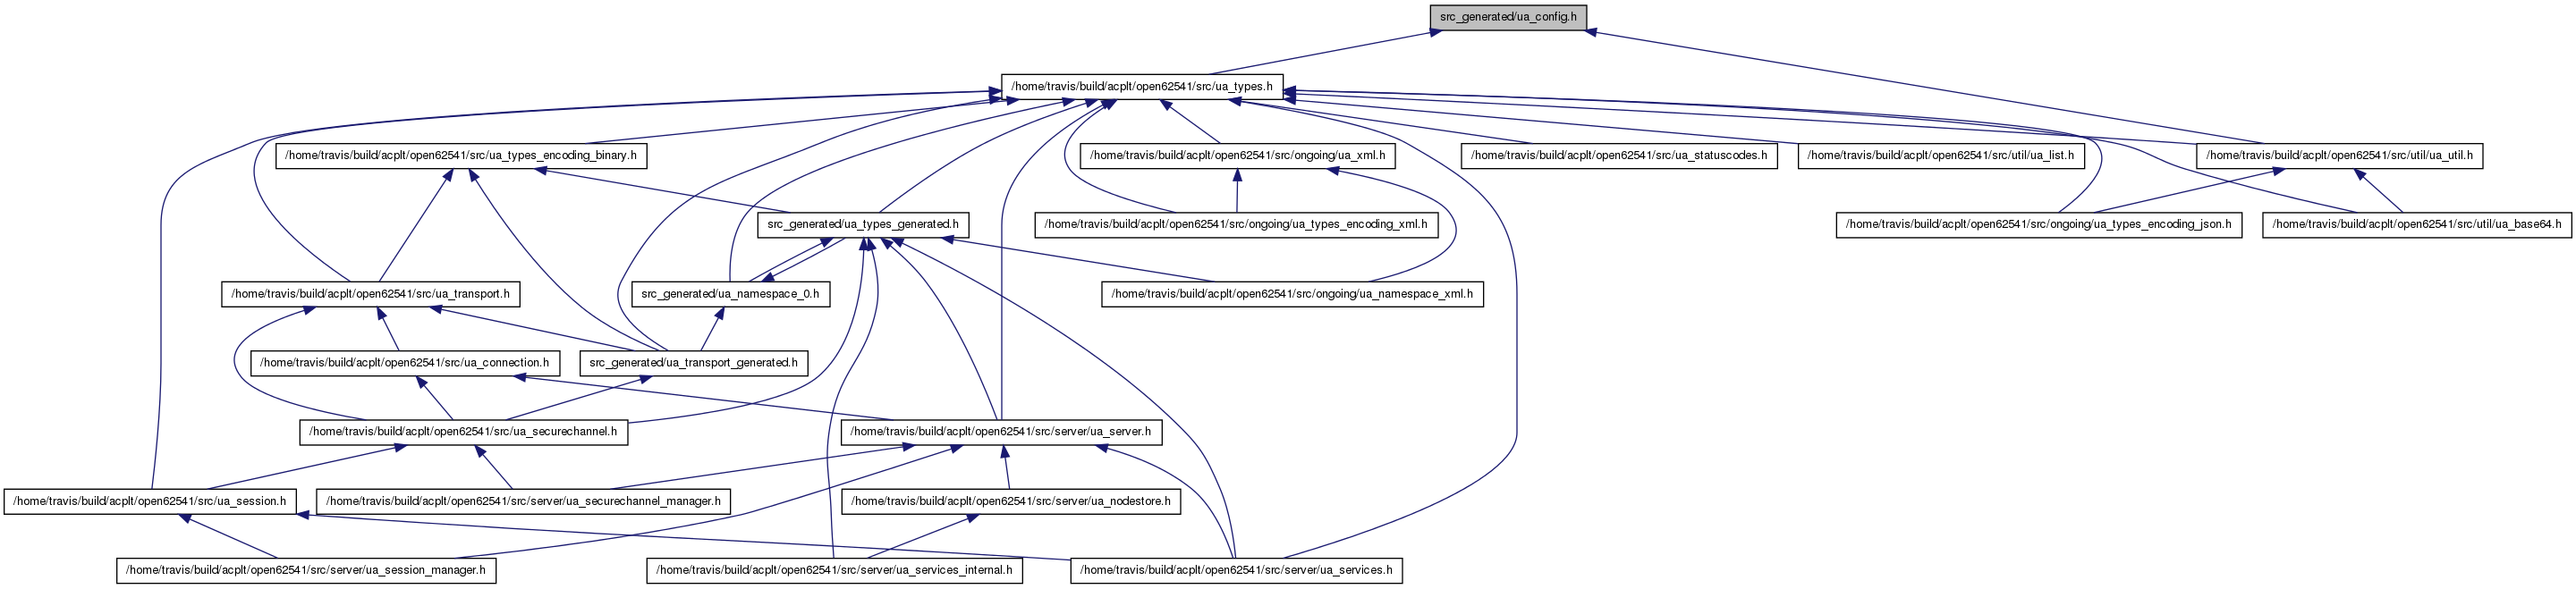 src_generated/ua_config.h
/home/travis/build/acplt/open62541/src/ua_types.h
/home/travis/build/acplt/open62541/src/ua_types_encoding_binary.h
/home/travis/build/acplt/open62541/src/ongoing/ua_xml.h
/home/travis/build/acplt/open62541/src/ua_statuscodes.h
/home/travis/build/acplt/open62541/src/util/ua_list.h
/home/travis/build/acplt/open62541/src/util/ua_util.h
src_generated/ua_types_generated.h
/home/travis/build/acplt/open62541/src/ongoing/ua_types_encoding_xml.h
/home/travis/build/acplt/open62541/src/ongoing/ua_types_encoding_json.h
/home/travis/build/acplt/open62541/src/util/ua_base64.h
/home/travis/build/acplt/open62541/src/ua_transport.h
src_generated/ua_namespace_0.h
/home/travis/build/acplt/open62541/src/ongoing/ua_namespace_xml.h
/home/travis/build/acplt/open62541/src/ua_connection.h
src_generated/ua_transport_generated.h
/home/travis/build/acplt/open62541/src/ua_securechannel.h
/home/travis/build/acplt/open62541/src/server/ua_server.h
/home/travis/build/acplt/open62541/src/ua_session.h
/home/travis/build/acplt/open62541/src/server/ua_securechannel_manager.h
/home/travis/build/acplt/open62541/src/server/ua_nodestore.h
/home/travis/build/acplt/open62541/src/server/ua_session_manager.h
/home/travis/build/acplt/open62541/src/server/ua_services_internal.h
/home/travis/build/acplt/open62541/src/server/ua_services.h